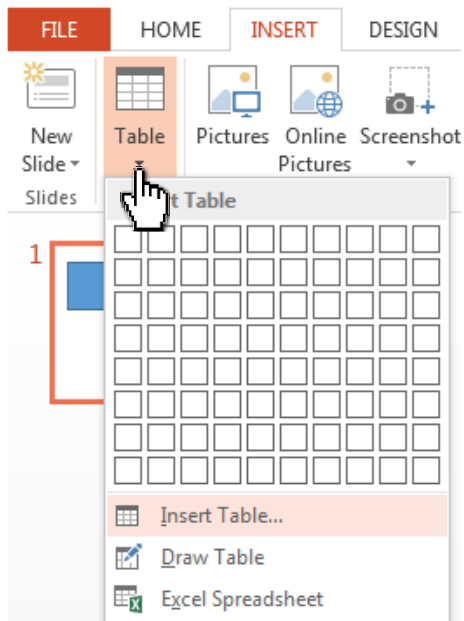 FILE HOME INSERT DESIGN
New Slide Table Pictures Online Pictures Screenshot
Slides
t Table
1
Insert Table...
Draw Table
Excel Spreadsheet